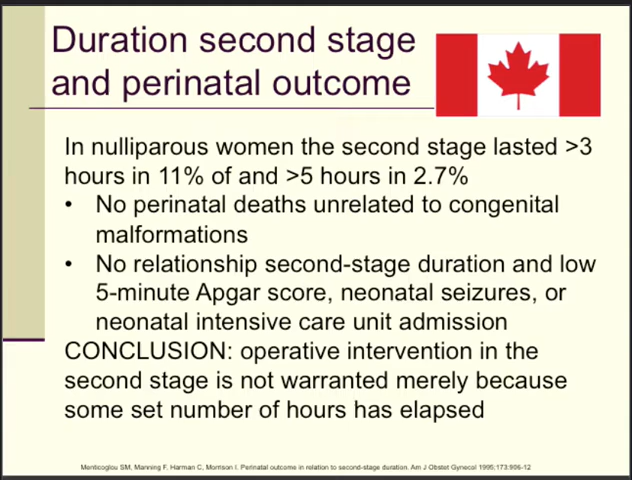 Duration second stage
and perinatal outcome
In nulliparous women the second stage lasted >3
hours in 11% of and >5 hours in 2.7%
• No perinatal deaths unrelated to congenital
malformations
• No relationship second-stage duration and low
5-minute Apgar score, neonatal seizures, or
neonatal intensive care unit admission
CONCLUSION: operative intervention in the
second stage is not warranted merely because
some set number of hours has elapsed
Menticoglou SM, Manning F, Harman C, Morrison I. Perinatal outcome in relation to second-stage duration. Am J Obstet Gynecol 1995;173:906-12